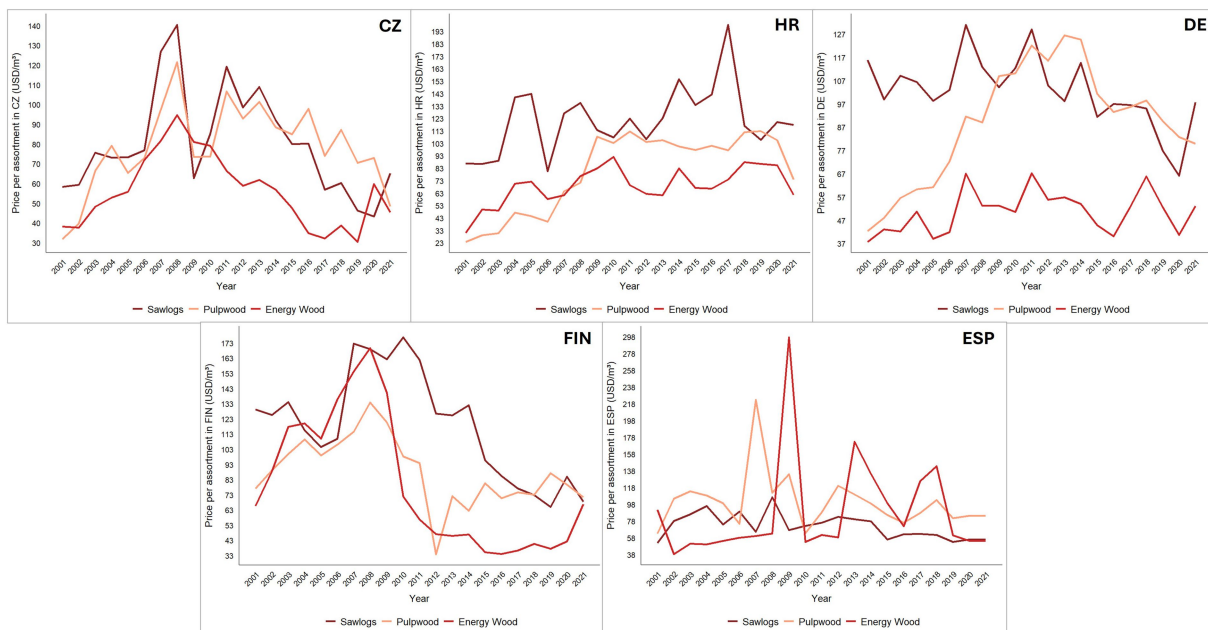 CZ
Price per assortment in CZ (USD/m³)
140
130
120
110
100
90
80
70
60
50
40
30
2001 2002 2003 2004 2005 2006 2007 2008 2009 2010 2011 2012 2013 2014 2015 2016 2017 2018 2019 2020 2021
Year
Sawlogs Pulpwood Energy Wood
HR
Price per assortment in HR (USD/m³)
193
183
173
163
153
143
133
123
113
103
93
83
73
63
53
43
33
23
2001 2002 2003 2004 2005 2006 2007 2008 2009 2010 2011 2012 2013 2014 2015 2016 2017 2018 2019 2020 2021
Year
Sawlogs Pulpwood Energy Wood
DE
Price per assortment in DE (USD/m³)
127
117
107
97
87
77
67
57
47
37
2001 2002 2003 2004 2005 2006 2007 2008 2009 2010 2011 2012 2013 2014 2015 2016 2017 2018 2019 2020 2021
Year
Sawlogs Pulpwood Energy Wood
FIN
Price per assortment in FIN (USD/m³)
173
163
153
143
133
123
113
103
93
83
73
63
53
43
33
2001 2002 2003 2004 2005 2006 2007 2008 2009 2010 2011 2012 2013 2014 2015 2016 2017 2018 2019 2020 2021
Year
Sawlogs Pulpwood Energy Wood
ESP
Price per assortment in ESP (USD/m³)
298
278
258
238
218
198
178
158
138
118
98
78
58
38
2001 2002 2003 2004 2005 2006 2007 2008 2009 2010 2011 2012 2013 2014 2015 2016 2017 2018 2019 2020 2021
Year
Sawlogs Pulpwood Energy Wood